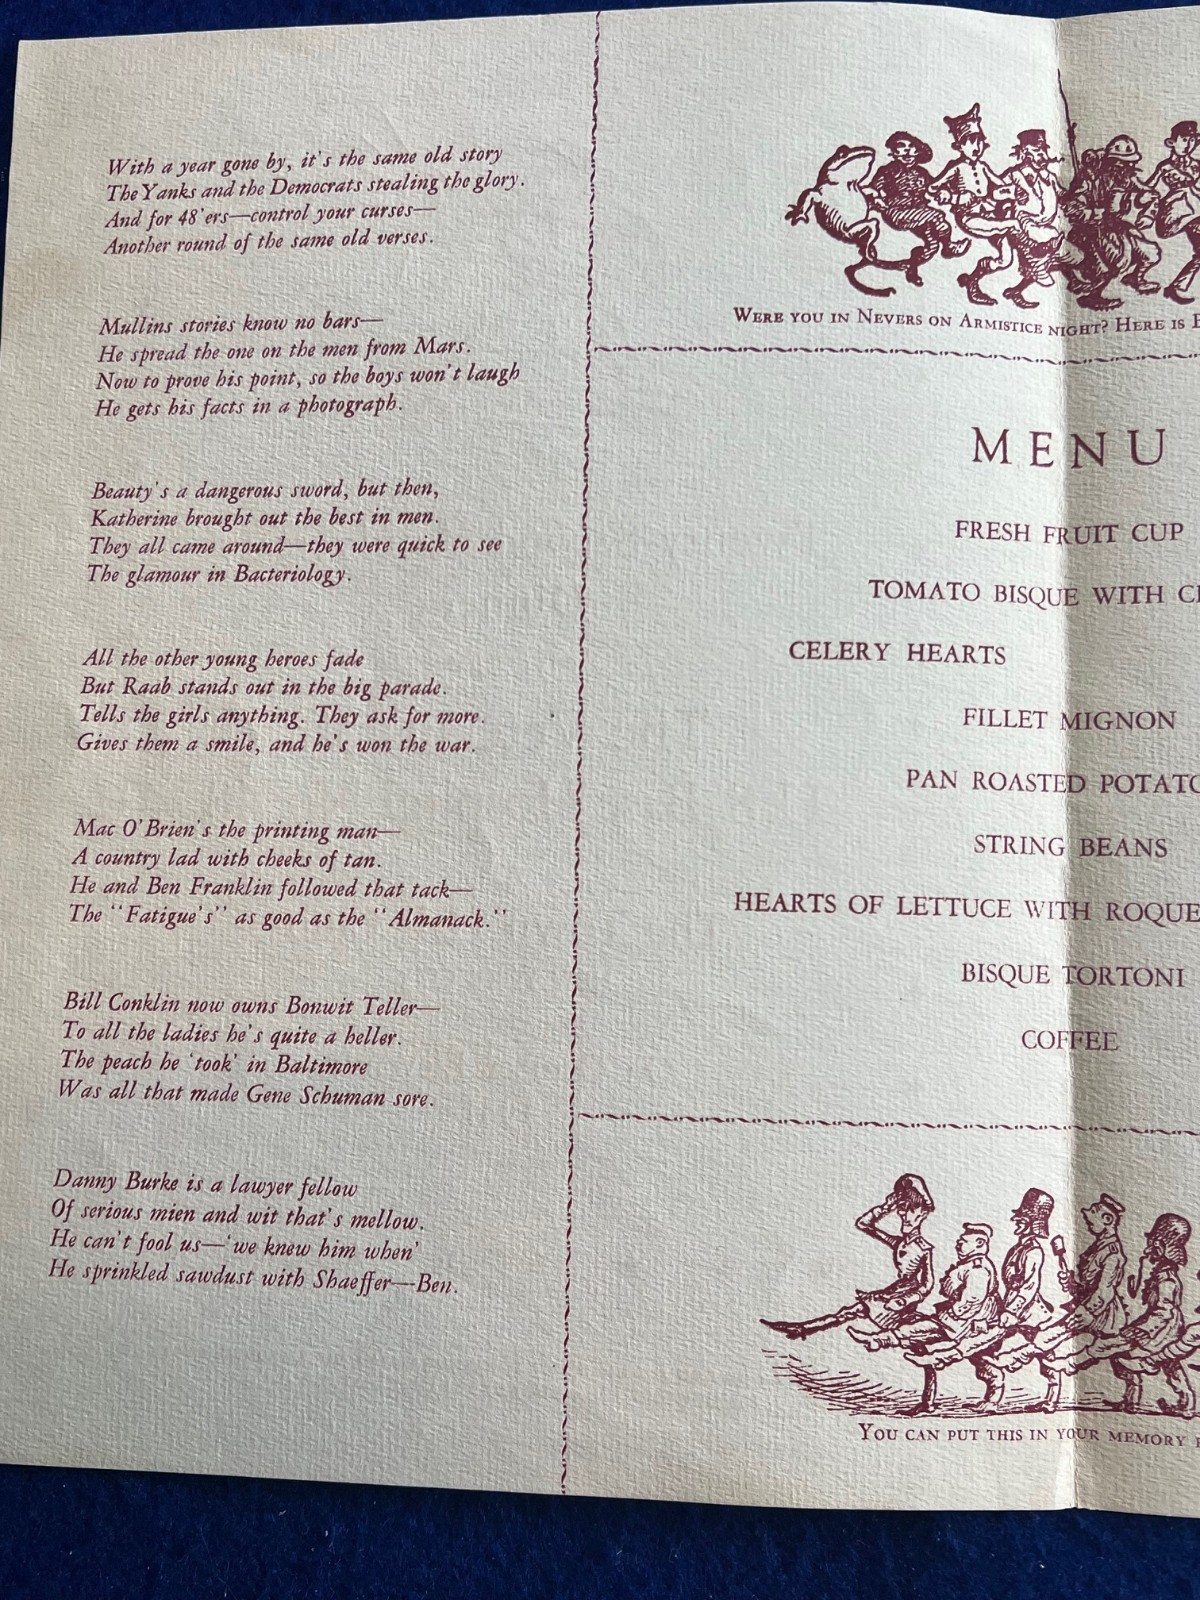 With a year gone by, it's the same old story
The Yanks and the Democrats stealing the glory.
And for 48'ers—control your curses—
Another round of the same old verses.
Mullins stories know no bars—
He spread the one on the men from Mars.
Now to prove his point, so the boys won't laugh
He gets his facts in a photograph.
Beauty's a dangerous sword, but then,
Katherine brought out the best in men.
They all came around—they were quick to see
The glamour in Bacteriology.
All the other young heroes fade
But Raab stands out in the big parade.
Tells the girls anything. They ask for more.
Gives them a smile, and he's won the war.
Mac O'Brien's the printing man—
A country lad with cheeks of tan.
He and Ben Franklin followed that tack—
The "Fatigue's" as good as the "Almanack."
Bill Conklin now owns Bonwit Teller—
To all the ladies he's quite a heller.
The peach he 'took' in Baltimore
Was all that made Gene Schuman sore.
Danny Burke is a lawyer fellow
Of serious mien and wit that's mellow.
He can't fool us—'we knew him when'
He sprinkled sawdust with Shaeffer—Ben.
WERE YOU IN NEVERS ON ARMISTICE NIGHT? HERE IS
MENU
FRESH FRUIT CUP
TOMATO BISQUE WITH
CELERY HEARTS
FILLET MIGNON
PAN ROASTED POTATO
STRING BEANS
HEARTS OF LETTUCE WITH ROQUE
BISQUE TORTONI
COFFEE
YOU CAN PUT THIS IN YOUR MEMORY